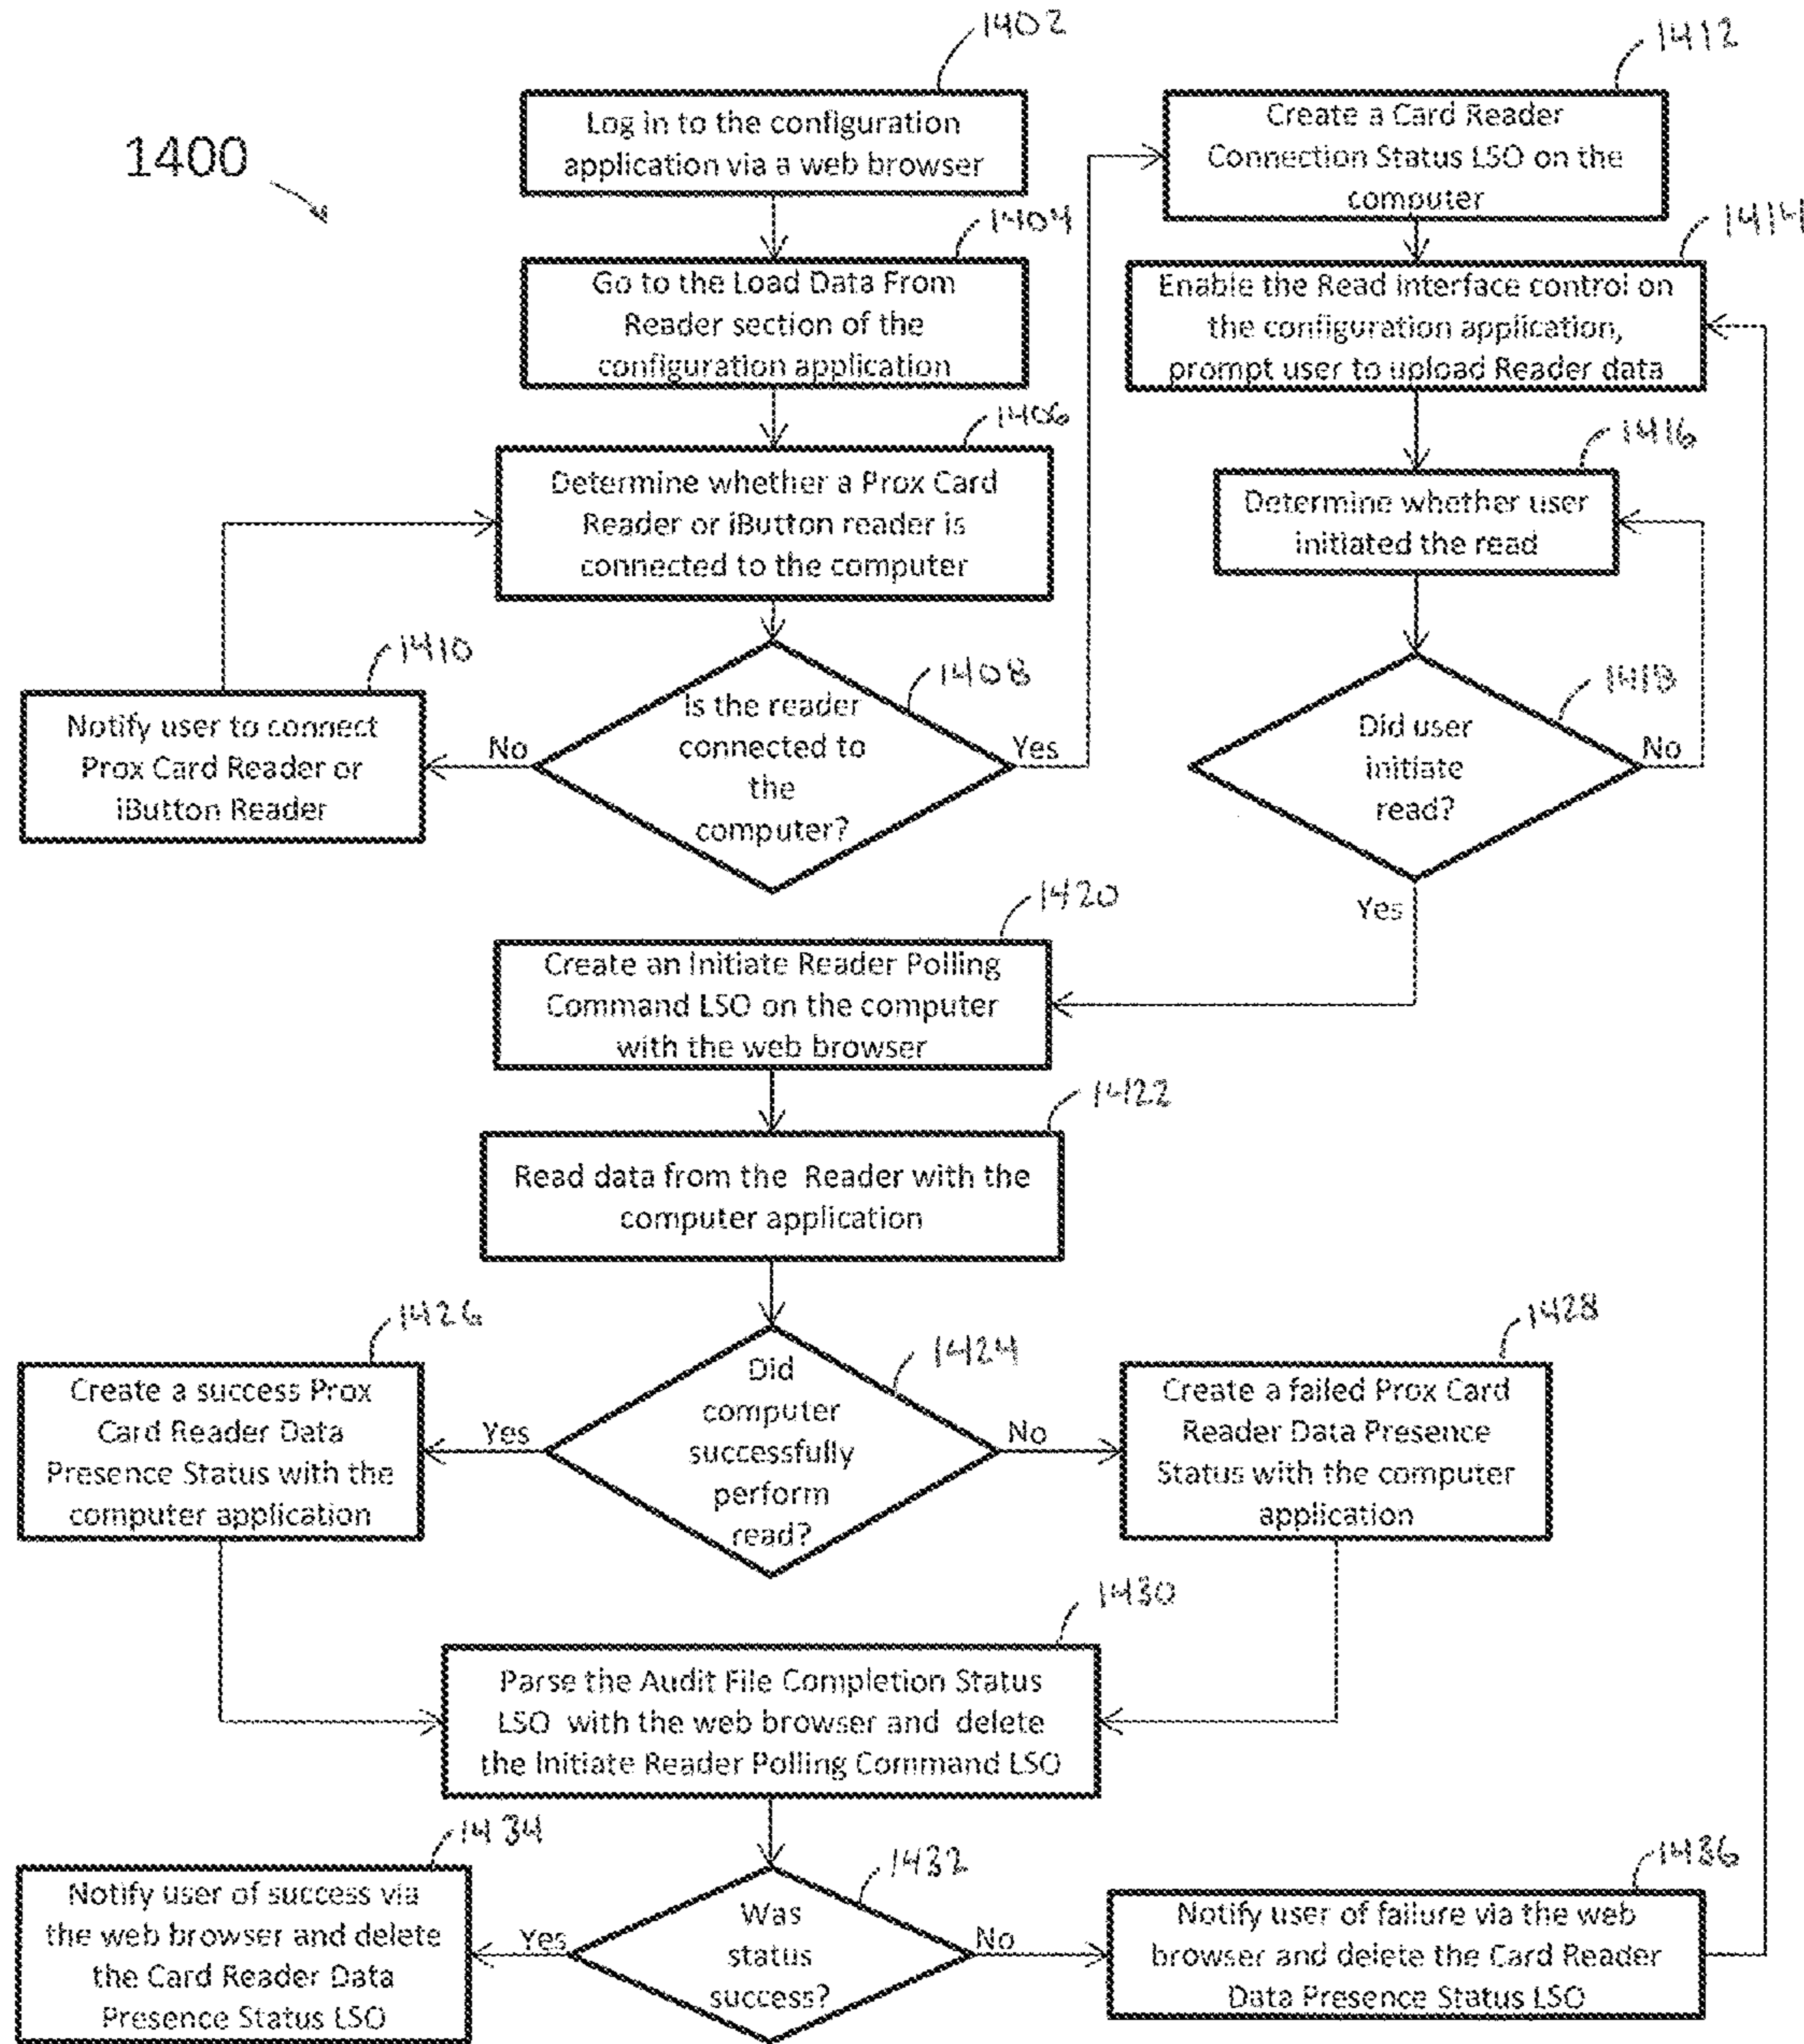 1400
1402
Log in to the configuration
application via a web browser
1404
Go to the Load Data From
Reader section of the
configuration application
1406
Determine whether a Prox Card
Reader or iButton reader is
connected to the computer
1408
Is the reader
connected to
the
computer?
No
Yes
1410
Notify user to connect
Prox Card Reader or
iButton Reader
1412
Create a Card Reader
Connection Status LSO on the
computer
1414
Enable the Read interface control on
the configuration application,
prompt user to upload Reader data
1416
Determine whether user
initiated the read
1418
Did user
initiate
read?
No
Yes
1420
Create an Initiate Reader Polling
Command LSO on the computer
with the web browser
1422
Read data from the Reader with the
computer application
1424
Did
computer
successfully
perform
read?
Yes
No
1426
Create a success Prox
Card Reader Data
Presence Status with the
computer application
1428
Create a failed Prox Card
Reader Data Presence
Status with the computer
application
1430
Parse the Audit File Completion Status
LSO with the web browser and delete
the Initiate Reader Polling Command LSO
1432
Was
status
success?
Yes
No
1434
Notify user of success via
the web browser and delete
the Card Reader Data
Presence Status LSO
1436
Notify user of failure via the web
browser and delete the Card Reader
Data Presence Status LSO